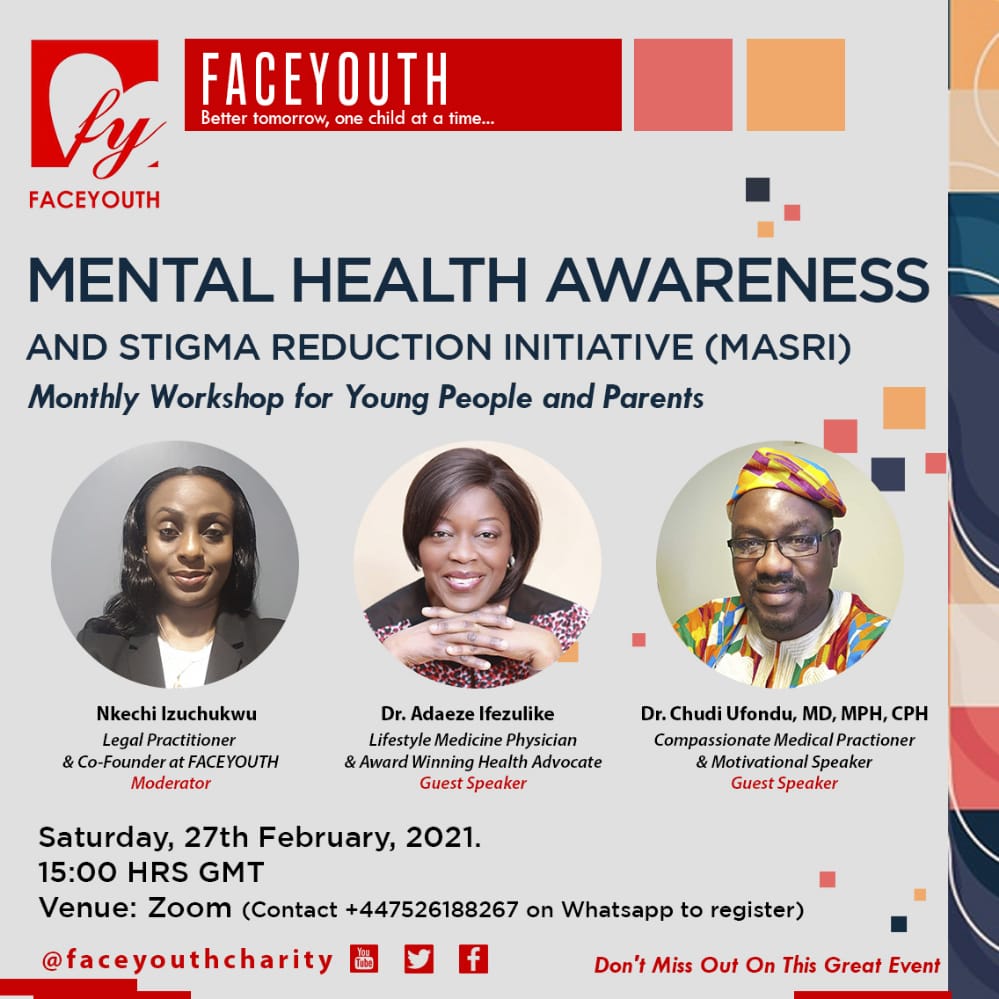 fy
FACEYOUTH
FACEYOUTH
Better tomorrow, one child at a time...
MENTAL HEALTH AWARENESS
AND STIGMA REDUCTION INITIATIVE (MASRI)
Monthly Workshop for Young People and Parents
Nkechi Izuchukwu
Legal Practitioner
& Co-Founder at FACEYOUTH
Moderator
Dr. Adaeze Ifezulike
Lifestyle Medicine Physician
& Award Winning Health Advocate
Guest Speaker
Dr. Chudi Ufondu, MD, MPH, CPH
Compassionate Medical Practioner
& Motivational Speaker
Guest Speaker
Saturday, 27th February, 2021.
15:00 HRS GMT
Venue: Zoom (Contact +447526188267 on Whatsapp to register)
@faceyouthcharity You Tube
Don't Miss Out On This Great Event